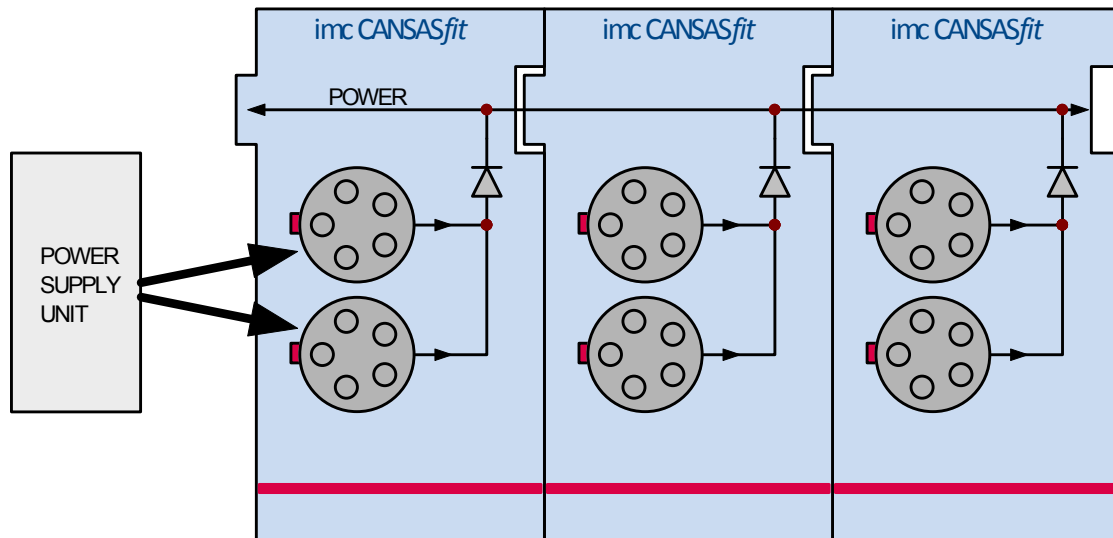 imc CANSASfit
imc CANSASfit
imc CANSASfit
POWER
POWER
SUPPLY
UNIT